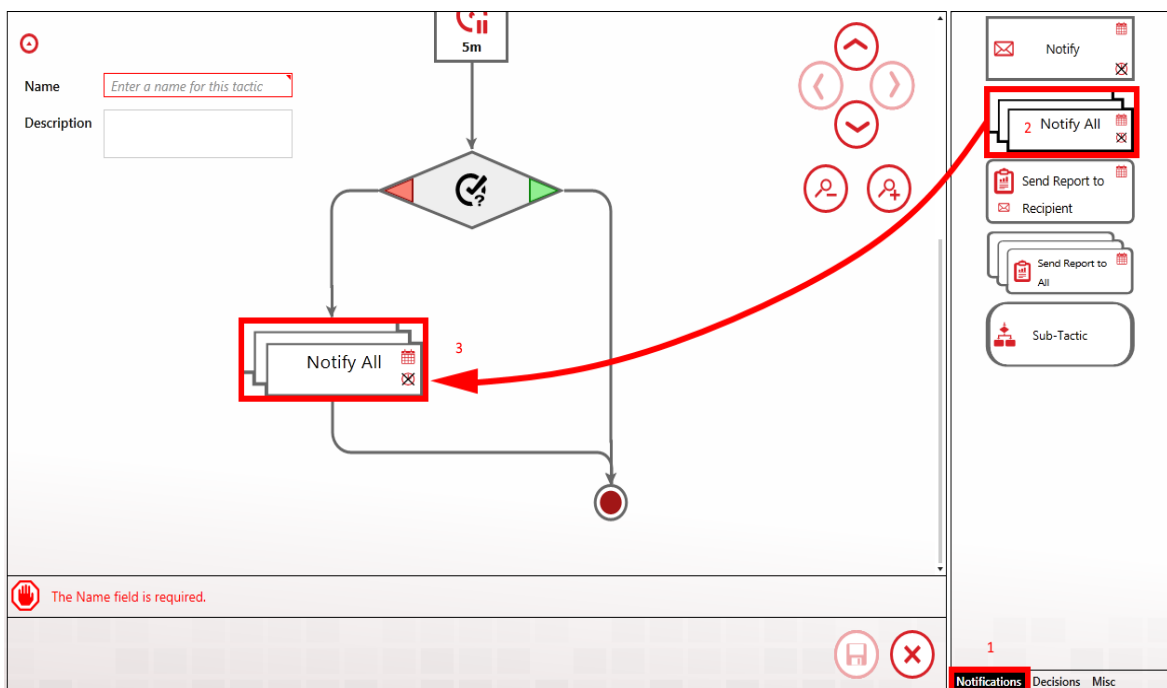 5m
Name
Enter a name for this tactic
Description
Notify All
3
The Name field is required.
Notify
2
Notify All
Send Report to
Recipient
Send Report to
All
Sub-Tactic
1
Notifications Decisions Misc